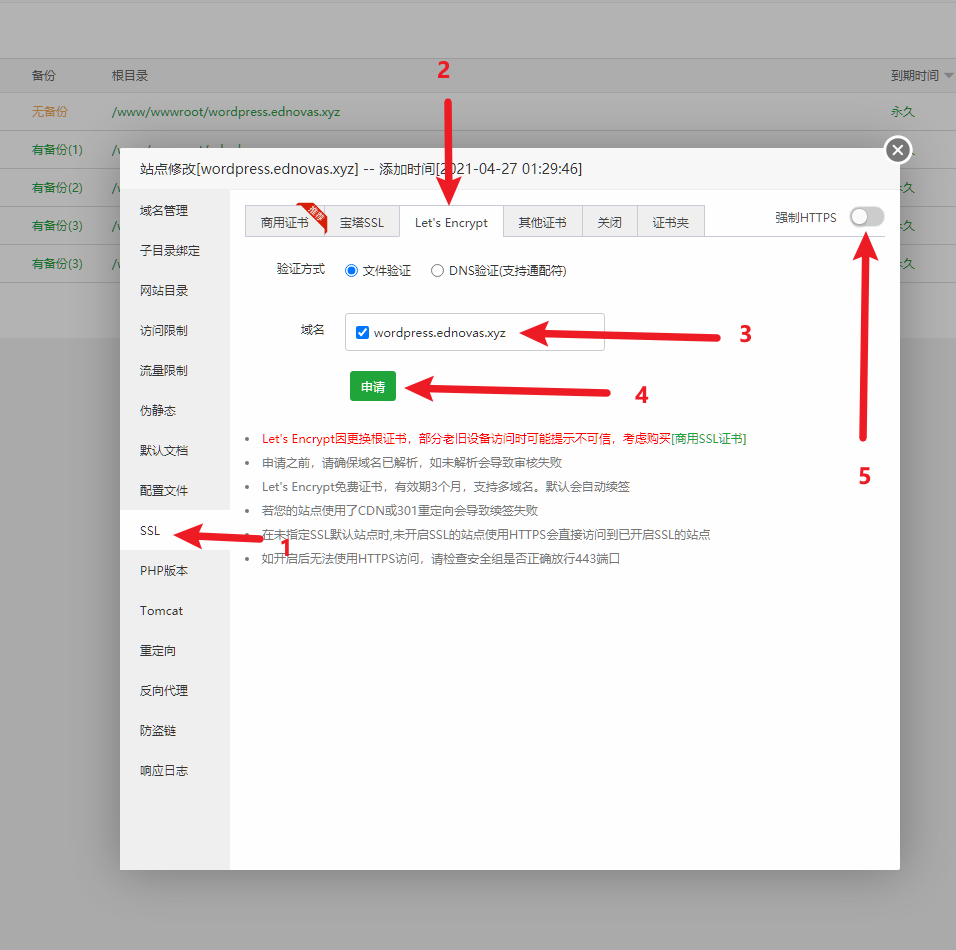 2
备份 根目录 到期时间
无备份 /www/wwwroot/wordpress.ednovas.xyz 永久
有备份(1)
站点修改[wordpress.ednovas.xyz] -- 添加时间[2021-04-27 01:29:46]
有备份(2)
有备份(3)
有备份(3)
域名管理
子目录绑定
网站目录
访问限制
流量限制
伪静态
默认文档
配置文件
SSL
PHP版本
Tomcat
重定向
反向代理
防盗链
响应日志
商用证书 推荐 宝塔SSL Let's Encrypt 其他证书 关闭 证书夹 强制HTTPS
验证方式 文件验证 DNS验证(支持通配符)
域名 wordpress.ednovas.xyz 3
申请 4
Let's Encrypt因更换根证书，部分老旧设备访问时可能提示不可信，考虑购买[商用SSL证书]
申请之前，请确保域名已解析，如未解析会导致审核失败
5
Let's Encrypt免费证书，有效期3个月，支持多域名。默认会自动续签
若您的站点使用了CDN或301重定向会导致续签失败
在未指定SSL默认站点时,未开启SSL的站点使用HTTPS会直接访问到已开启SSL的站点
1
如开启后无法使用HTTPS访问，请检查安全组是否正确放行443端口